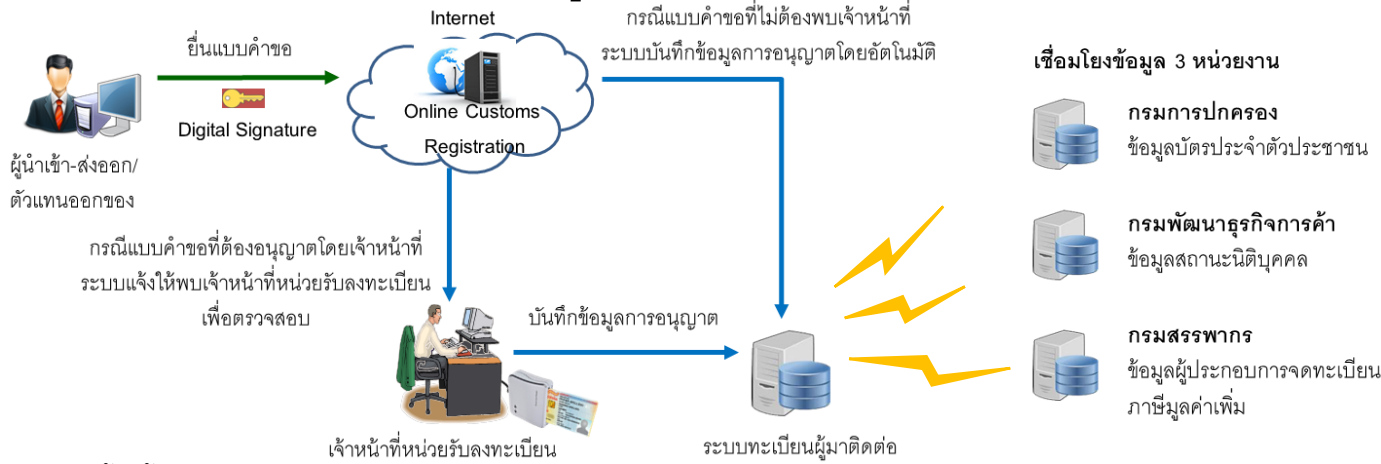 Internet
กรณีแบบคำขอที่ไม่ต้องพบเจ้าหน้าที่
ระบบบันทึกข้อมูลการอนุญาตโดยอัตโนมัติ
ยื่นแบบคำขอ
Digital Signature
Online Customs
Registration
ผู้นำเข้า-ส่งออก/
ตัวแทนออกของ
กรณีแบบคำขอที่ต้องอนุญาตโดยเจ้าหน้าที่
ระบบแจ้งให้พบเจ้าหน้าที่หน่วยรับลงทะเบียน
เพื่อตรวจสอบ
บันทึกข้อมูลการอนุญาต
เจ้าหน้าที่หน่วยรับลงทะเบียน
ระบบทะเบียนผู้มาติดต่อ
เชื่อมโยงข้อมูล 3 หน่วยงาน
กรมการปกครอง
ข้อมูลบัตรประจำตัวประชาชน
กรมพัฒนาธุรกิจการค้า
ข้อมูลสถานะนิติบุคคล
กรมสรรพากร
ข้อมูลผู้ประกอบการจดทะเบียน
ภาษีมูลค่าเพิ่ม